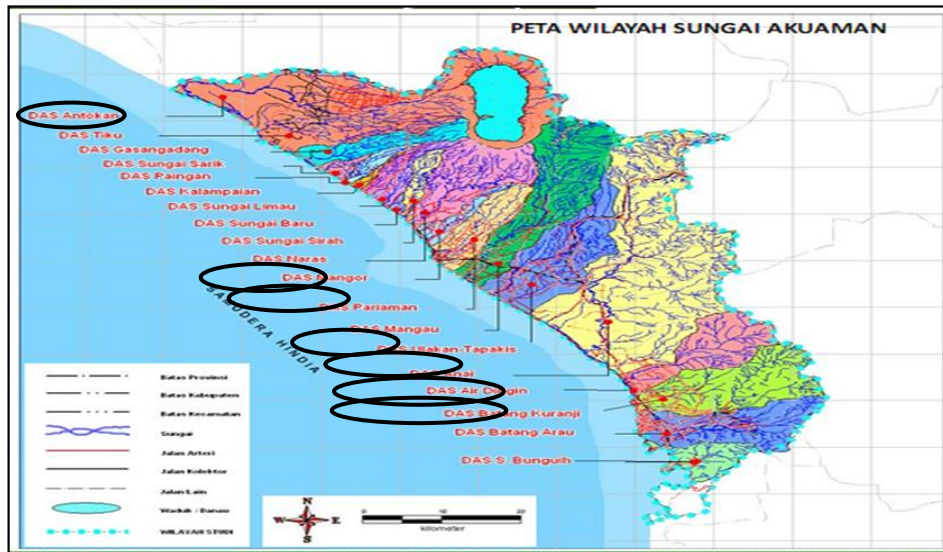 PETA WILAYAH SUNGAI AKUAMAN
DAS Antokan
DAS Tiku
DAS Gasangadang
DAS Sungai Sarik
DAS Paingan
DAS Kalampaian
DAS Sungai Limau
DAS Sungai Baru
DAS Sungai Sirah
DAS Naras
DAS Mangor
DAS Pariaman
DAS Mangau
DAS Ulakan-Tapakis
Anai
DAS Air Dingin
DAS Batang Kuranji
DAS Batang Arau
DAS S. Bunguih
SAMUDERA HINDIA
Batas Provinsi
Batas Kabupaten
Batas Kecamatan
Sungai
Jalan Arteri
Jalan Kolektor
Jalan Lain
Waduk / Danau
WILAYAH STUDI
N
W E
S
0 10 20
kilometer